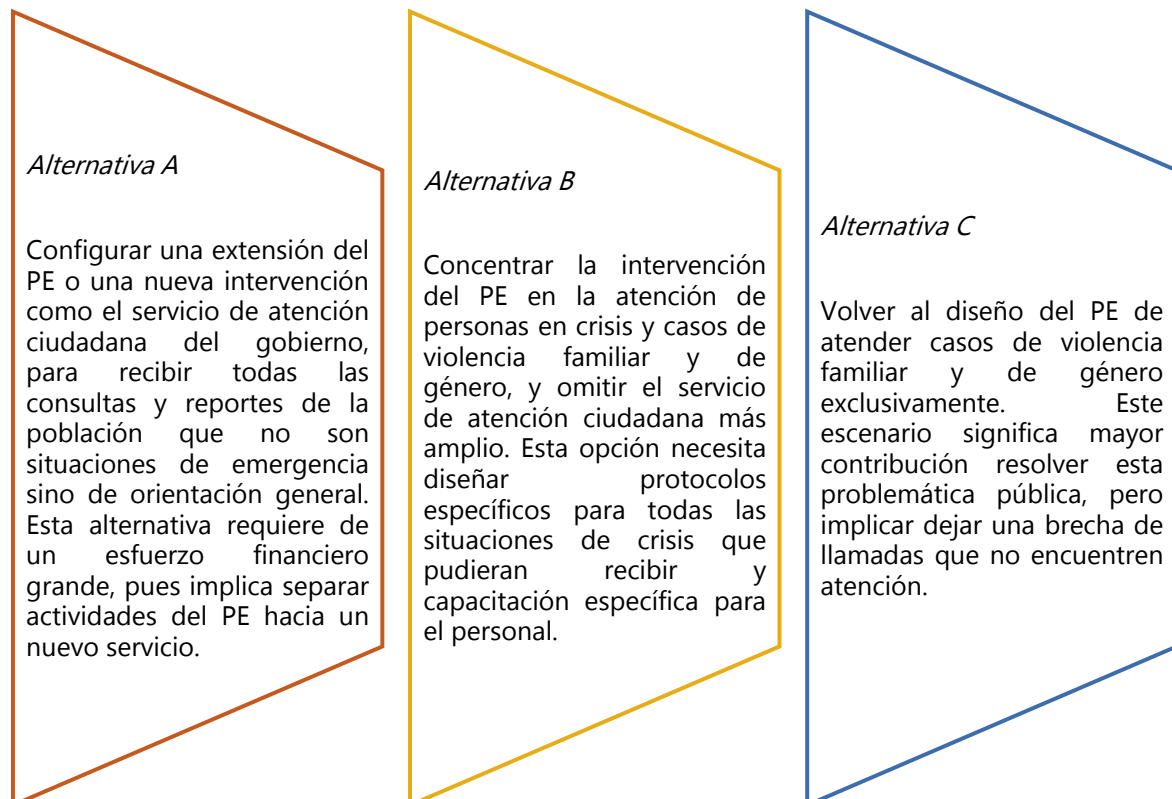 Alternativa A
Configurar una extensión del
PE o una nueva intervención
como el servicio de atención
ciudadana del gobierno,
para recibir todas las
consultas y reportes de la
población que no son
situaciones de emergencia
sino de orientación general.
Esta alternativa requiere de
un esfuerzo financiero
grande, pues implica separar
actividades del PE hacia un
nuevo servicio.
Alternativa B
Concentrar la intervención
del PE en la atención de
personas en crisis y casos de
violencia familiar y de
género, y omitir el servicio
de atención ciudadana más
amplio. Esta opción necesita
diseñar protocolos
específicos para todas las
situaciones de crisis que
pudieran recibir y
capacitación específica para
el personal.
Alternativa C
Volver al diseño del PE de
atender casos de violencia
familiar y de género
exclusivamente. Este
escenario significa mayor
contribución resolver esta
problemática pública, pero
implicar dejar una brecha de
llamadas que no encuentren
atención.